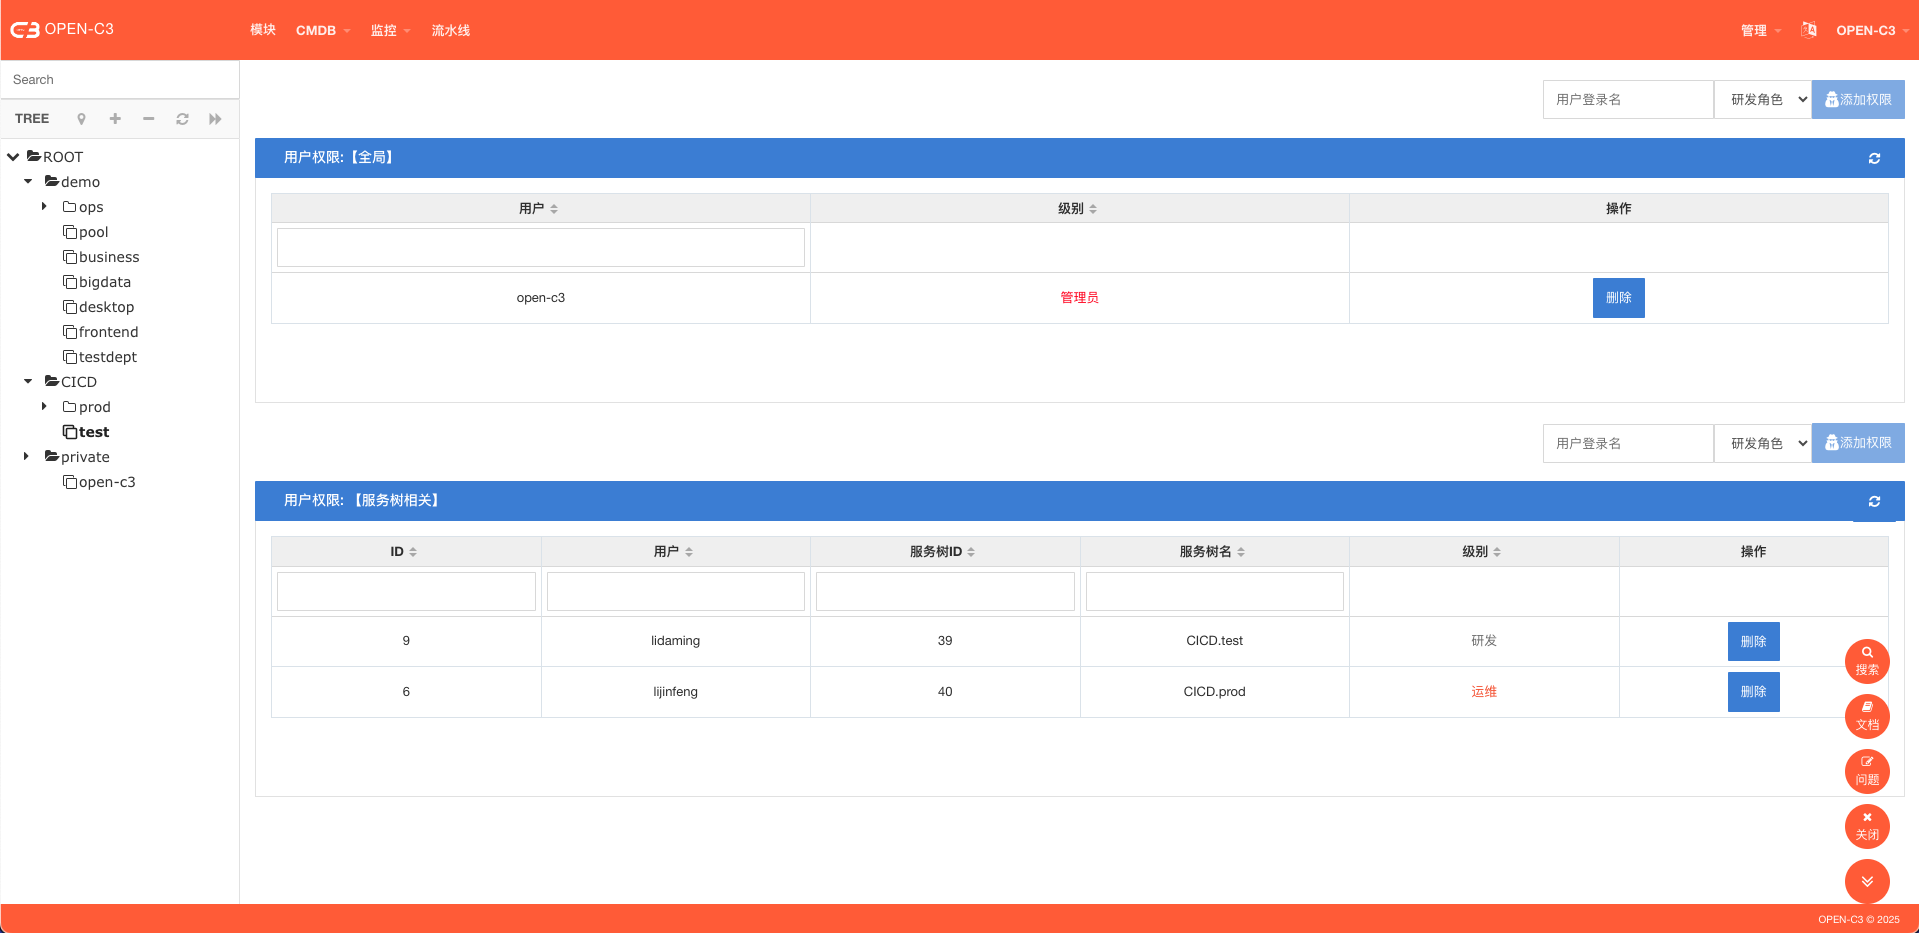 OPEN-C3 模块 CMDB 监控 流水线 管理 OPEN-C3
Search
TREE
ROOT
demo
ops
pool
business
bigdata
desktop
frontend
testdept
CICD
prod
test
private
open-c3
用户登录名 研发角色 添加权限
用户权限:【全局】
用户 级别 操作
open-c3 管理员 删除
用户登录名 研发角色 添加权限
用户权限: 【服务树相关】
ID 用户 服务树ID 服务树名 级别 操作
9 lidaming 39 CICD.test 研发 删除
6 lijinfeng 40 CICD.prod 运维 删除
搜索
文档
问题
关闭
OPEN-C3 © 2025